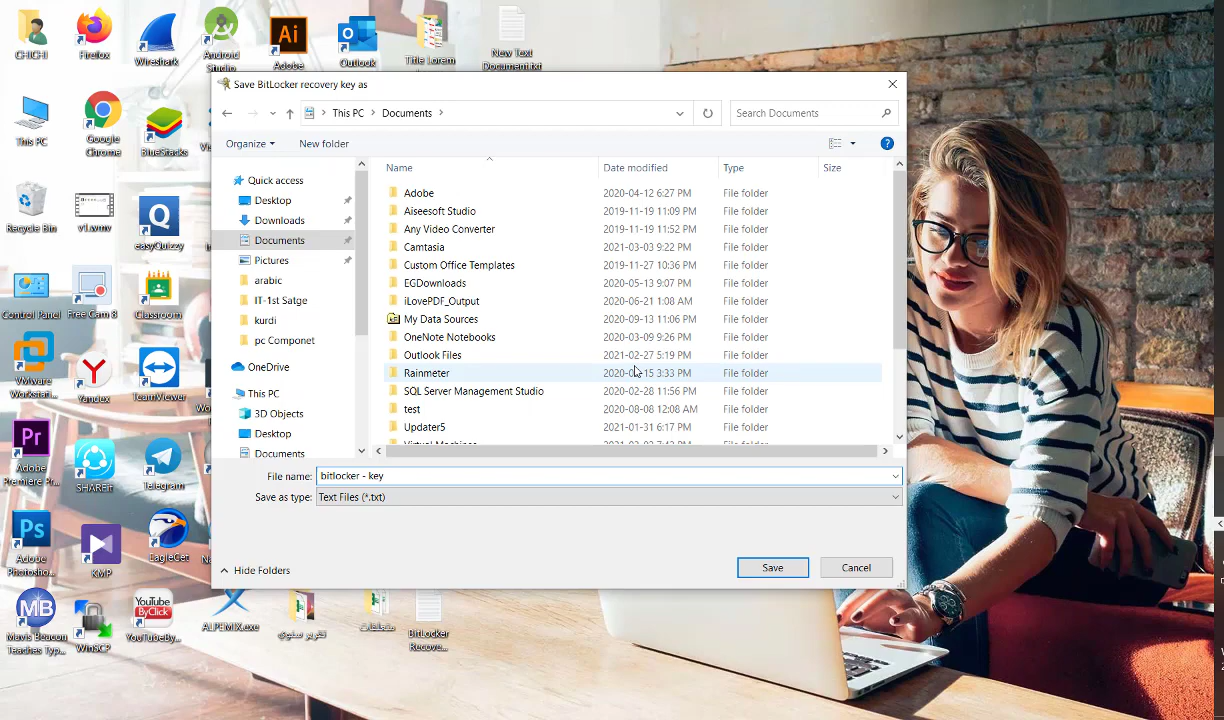 CHICHI
Firefox
Wireshark
Android
Studio
Adobe
Outlook
Title Lorem
New Text
Document.txt
Save BitLocker recovery key as
This PC > Documents >
Search Documents
Organize
New folder
Name
Date modified
Type
Size
Quick access
Desktop
Downloads
Documents
Pictures
arabic
IT-1st Satge
kurdi
pc Componet
OneDrive
This PC
3D Objects
Desktop
Documents
Adobe 2020-04-12 6:27 PM File folder
Aiseesoft Studio 2019-11-19 11:09 PM File folder
Any Video Converter 2019-11-19 11:52 PM File folder
Camtasia 2021-03-03 9:22 PM File folder
Custom Office Templates 2019-11-27 10:36 PM File folder
EGDownloads 2020-05-13 9:07 PM File folder
iLovePDF_Output 2020-06-21 1:08 AM File folder
My Data Sources 2020-09-13 11:06 PM File folder
OneNote Notebooks 2020-03-09 9:26 PM File folder
Outlook Files 2021-02-27 5:19 PM File folder
Rainmeter 3:33 PM File folder
SQL Server Management Studio 2020-02-28 11:56 PM File folder
test 2020-08-08 12:08 AM File folder
Updater5 2021-01-31 6:17 PM File folder
File name: bitlocker - key
Save as type: Text Files (*.txt)
Hide Folders
Save
Cancel
This PC
Google
Chrome
BlueStacks
Recycle Bin
v1.wmv
easyQuizzy
Control Panel
Free Cam 8
Classroom
VMware
Workstati...
Yandex
TeamViewer
Adobe
Premiere Pr...
SHAREit
Telegram
Adobe
Photosho...
KMP
EagleGet
Mavis Beacon
Teaches Typ...
WinSCP
YouTubeBy...
ALPEMIX.exe
تقرير سنوي
متعلقات
BitLocker
Recove...